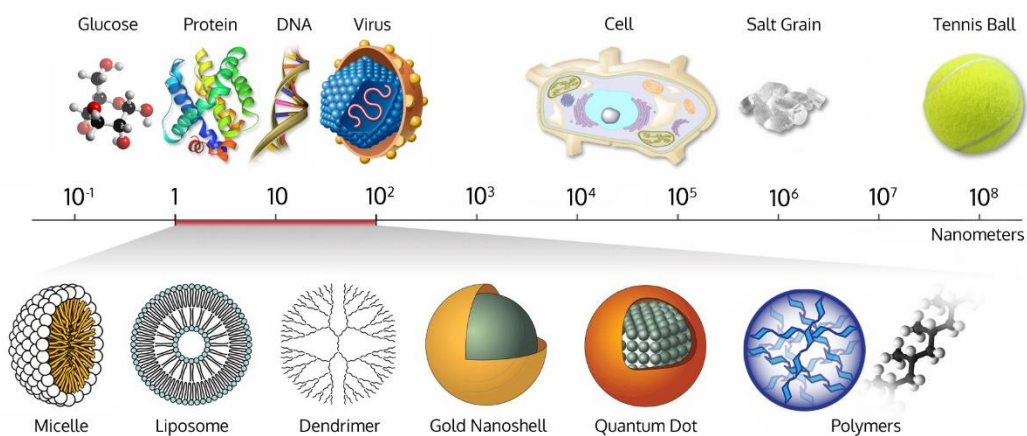 Glucose Protein DNA Virus Cell Salt Grain Tennis Ball
10⁻¹ 1 10 10² 10³ 10⁴ 10⁵ 10⁶ 10⁷ 10⁸
Nanometers
Micelle Liposome Dendrimer Gold Nanoshell Quantum Dot Polymers